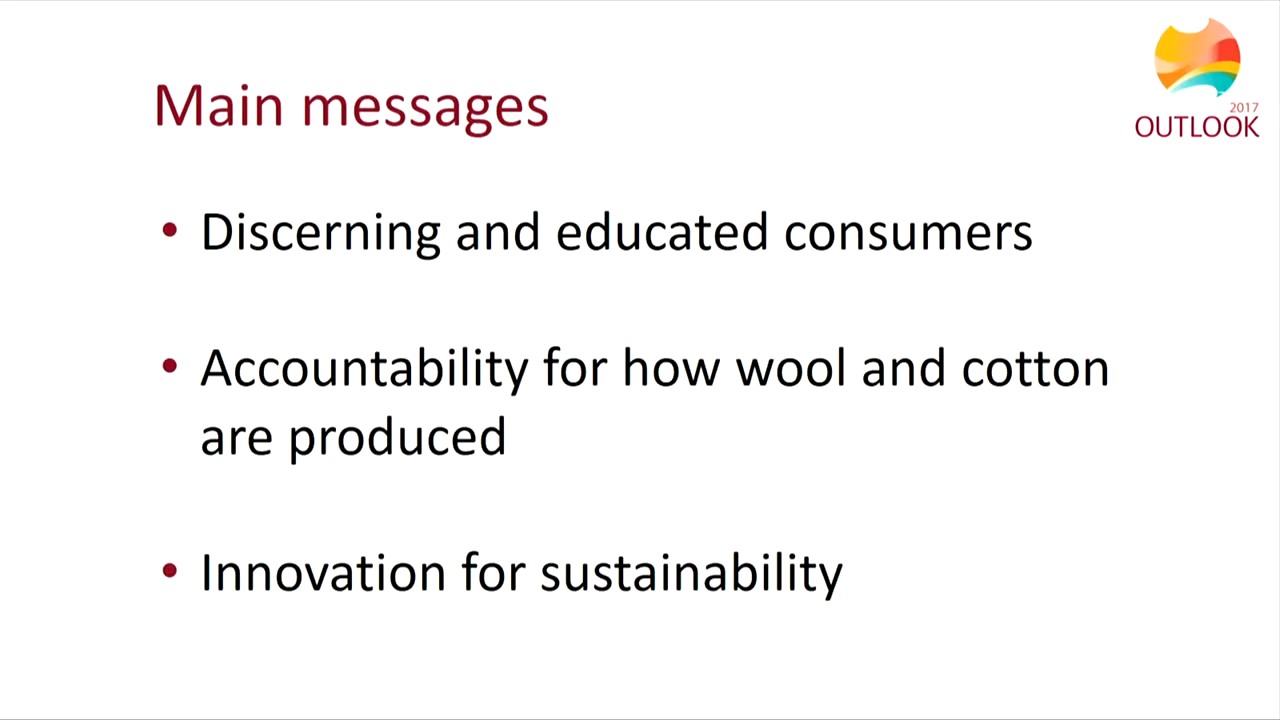 Main messages
2017
OUTLOOK
• Discerning and educated consumers
• Accountability for how wool and cotton
are produced
• Innovation for sustainability